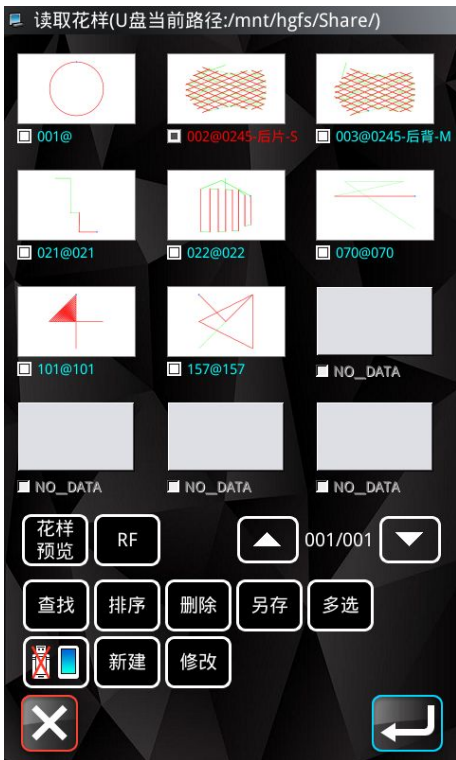 读取花样(U盘当前路径:/mnt/hgfs/Share/)
001@
002@0245-后片-S
003@0245-后背-M
021@021
022@022
070@070
101@101
157@157
NO_DATA
NO_DATA
NO_DATA
NO_DATA
花样
预览
RF
001/001
查找
排序
删除
另存
多选
新建
修改